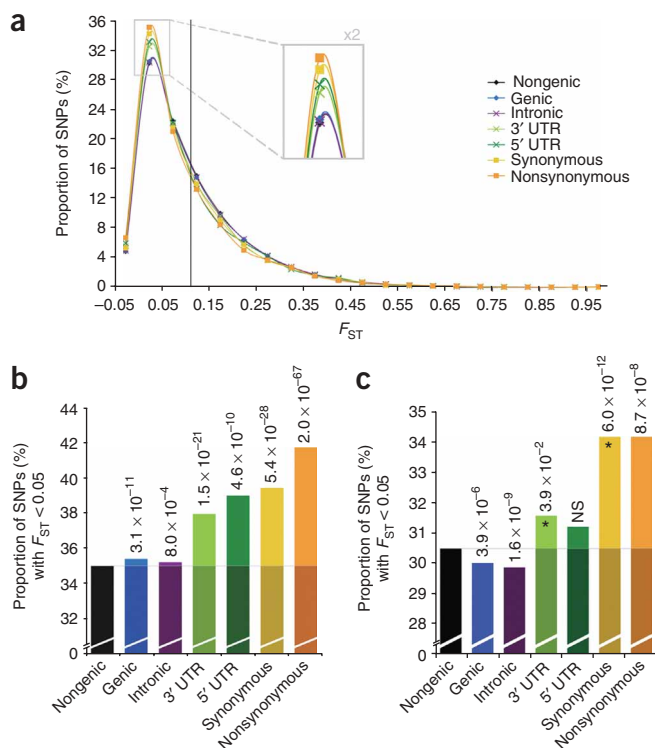 a
x2
36
32
28
24
20
16
12
8
4
0
Proportion of SNPs (%)
–0.05 0.05 0.15 0.25 0.35 0.45 0.55 0.65 0.75 0.85 0.95
FST
Nongenic
Genic
Intronic
3′ UTR
5′ UTR
Synonymous
Nonsynonymous
b
Proportion of SNPs (%)
with FST < 0.05
44
42
40
38
36
34
32
0
3.1 × 10–11
8.0 × 10–4
1.5 × 10–21
4.6 × 10–10
5.4 × 10–28
2.0 × 10–67
Nongenic
Genic
Intronic
3′ UTR
5′ UTR
Synonymous
Nonsynonymous
c
Proportion of SNPs (%)
with FST < 0.05
35
34
33
32
31
30
29
28
0
3.9 × 10–6
1.6 × 10–9
3.9 × 10–2
*
NS
6.0 × 10–12
*
8.7 × 10–8
Nongenic
Genic
Intronic
3′ UTR
5′ UTR
Synonymous
Nonsynonymous